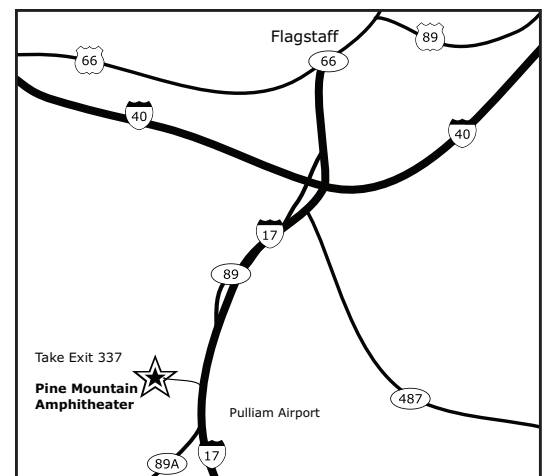 Flagstaff
89
66
66
40
40
17
89
Take Exit 337
Pine Mountain
Amphitheater
487
Pulliam Airport
17
89A